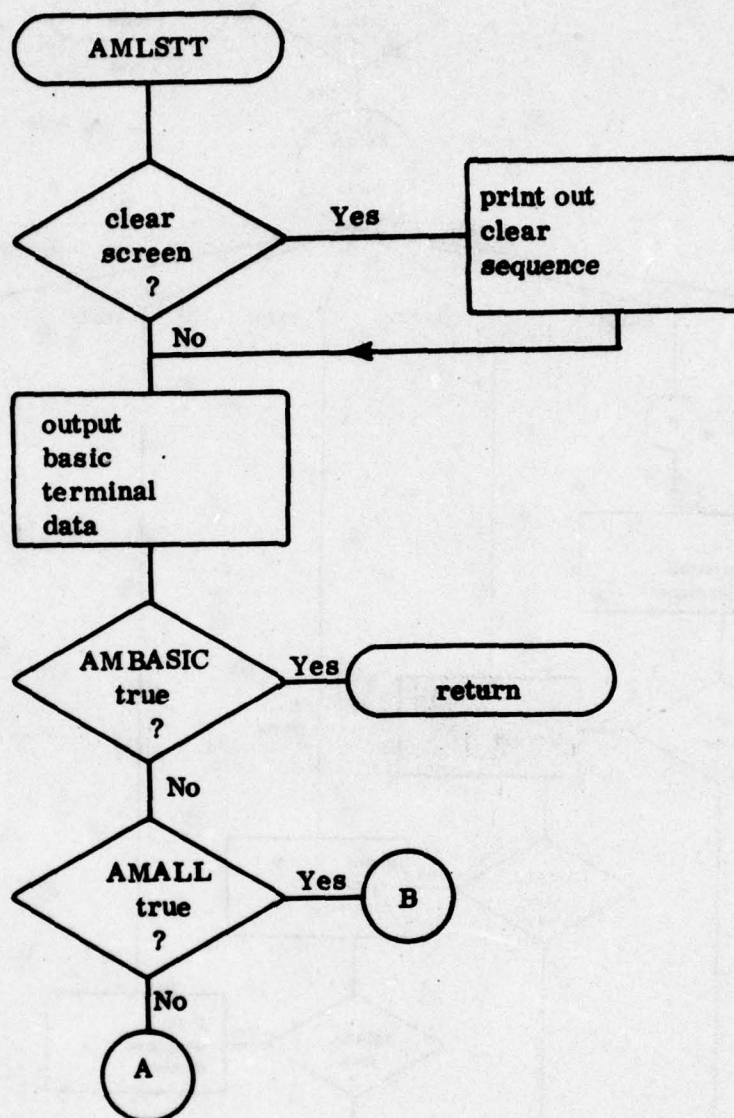 AMLSTT
clear
screen
?
Yes
print out
clear
sequence
No
output
basic
terminal
data
AMBASIC
true
?
Yes
return
No
AMALL
true
?
Yes
B
No
A